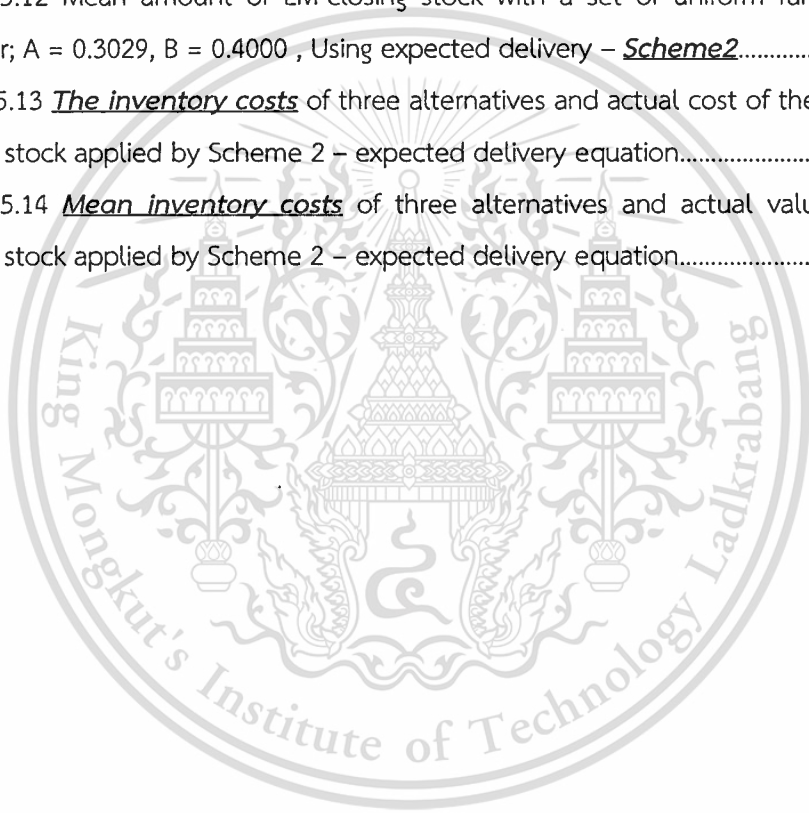 5.12 Mean amount of LM closing stock with a set of uniform
r; A = 0.3029, B = 0.4000 , Using expected delivery – Scheme2............
5.13 The inventory costs of three alternatives and actual cost of the
stock applied by Scheme 2 – expected delivery equation......................
5.14 Mean inventory costs of three alternatives and actual valu
stock applied by Scheme 2 – expected delivery equation......................
King Mongkut's Institute of Technology Ladkrabang